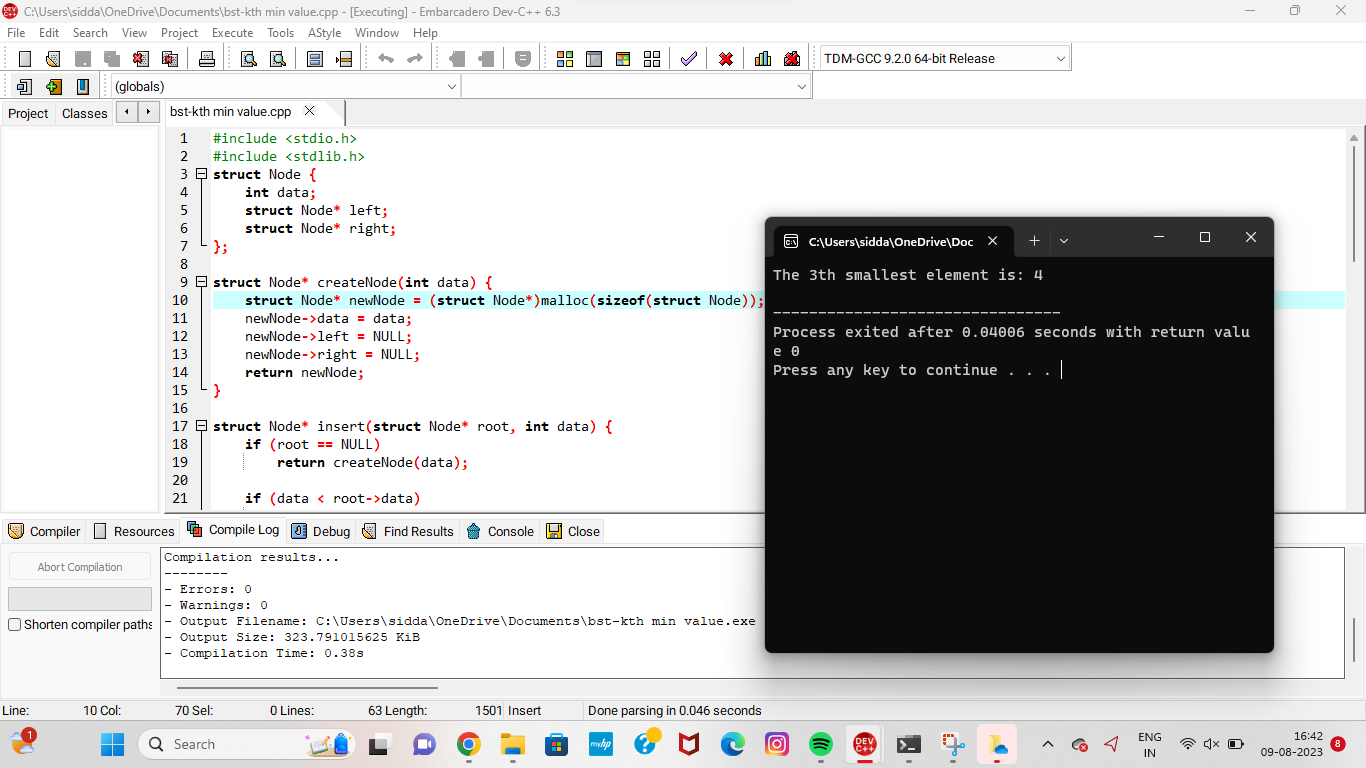 C:\Users\sidda\OneDrive\Documents\bst-kth min value.cpp - [Executing] - Embarcadero Dev-C++ 6.3
File Edit Search View Project Execute Tools AStyle Window Help
TDM-GCC 9.2.0 64-bit Release
(globals)
Project Classes bst-kth min value.cpp
1 #include <stdio.h>
2 #include <stdlib.h>
3 struct Node {
4 int data;
5 struct Node* left;
6 struct Node* right;
7 };
8
9 struct Node* createNode(int data) {
10 struct Node* newNode = (struct Node*)malloc(sizeof(struct Node));
11 newNode->data = data;
12 newNode->left = NULL;
13 newNode->right = NULL;
14 return newNode;
15 }
16
17 struct Node* insert(struct Node* root, int data) {
18 if (root == NULL)
19 return createNode(data);
20
21 if (data < root->data)
C:\Users\sidda\OneDrive\Doc
The 3th smallest element is: 4
--------------------------------
Process exited after 0.04006 seconds with return valu
e 0
Press any key to continue . . .
Compiler Resources Compile Log Debug Find Results Console Close
Abort Compilation
Shorten compiler paths
Compilation results...
--------
- Errors: 0
- Warnings: 0
- Output Filename: C:\Users\sidda\OneDrive\Documents\bst-kth min value.exe
- Output Size: 323.791015625 KiB
- Compilation Time: 0.38s
Line: 10 Col: 70 Sel: 0 Lines: 63 Length: 1501 Insert Done parsing in 0.046 seconds
1
Search
myhp
?
DEV
C++
ENG
IN
16:42
09-08-2023
8